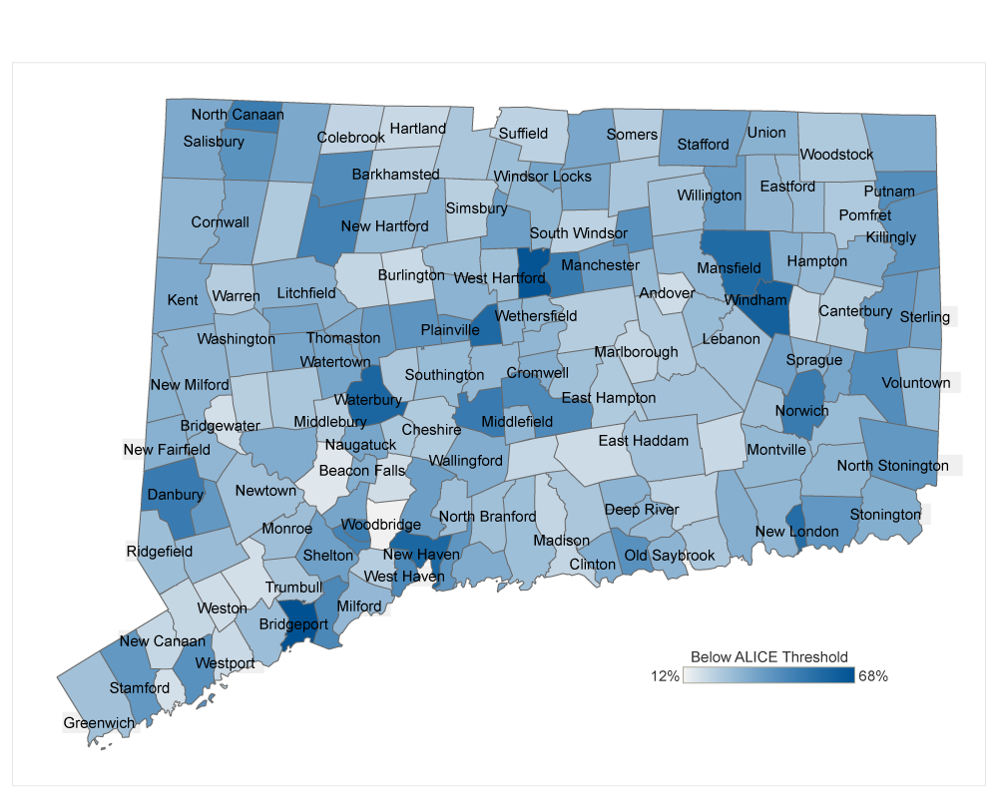 North Canaan
Hartland
Colebrook
Suffield
Somers
Union
Salisbury
Stafford
Woodstock
Barkhamsted
Windsor Locks
Eastford
Putnam
Willington
Simsbury
Pomfret
Cornwall
New Hartford
South Windsor
Killingly
Manchester
Mansfield
Hampton
Burlington
West Hartford
Kent
Warren
Litchfield
Andover
Windham
Canterbury
Wethersfield
Sterling
Plainville
Washington
Thomaston
Lebanon
Marlborough
Watertown
Sprague
Southington
Cromwell
New Milford
Voluntown
Waterbury
East Hampton
Norwich
Bridgewater
Middlebury
Cheshire
Middlefield
Naugatuck
East Haddam
New Fairfield
Montville
Beacon Falls
Wallingford
North Stonington
Danbury
Newtown
Deep River
North Branford
Stonington
Monroe
Woodbridge
New London
Madison
Ridgefield
Shelton
New Haven
Old Saybrook
Clinton
West Haven
Trumbull
Weston
Milford
Bridgeport
New Canaan
Westport
Below ALICE Threshold
12%
68%
Stamford
Greenwich